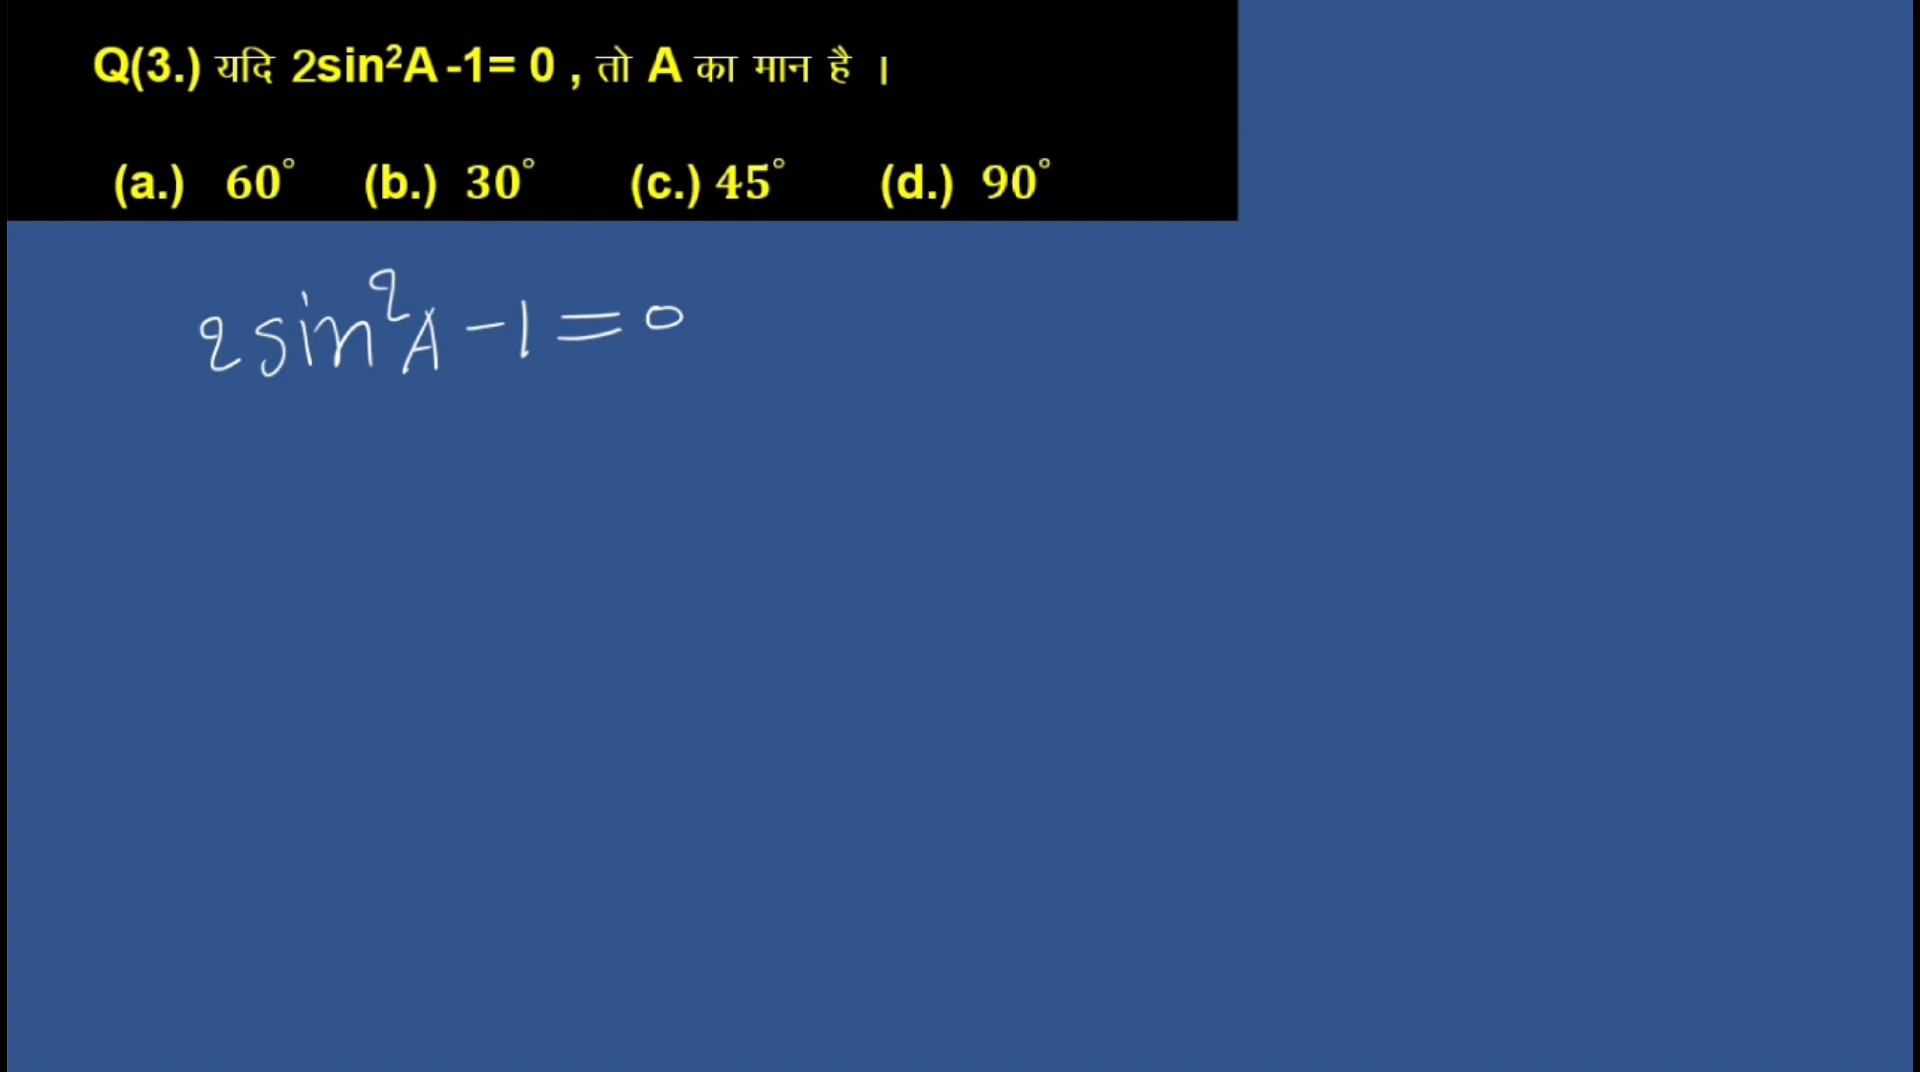 Q(3.) यदि 2sin²A -1= 0 , तो A का मान है ।
(a.) 60° (b.) 30° (c.) 45° (d.) 90°
2sin²A - 1 = 0